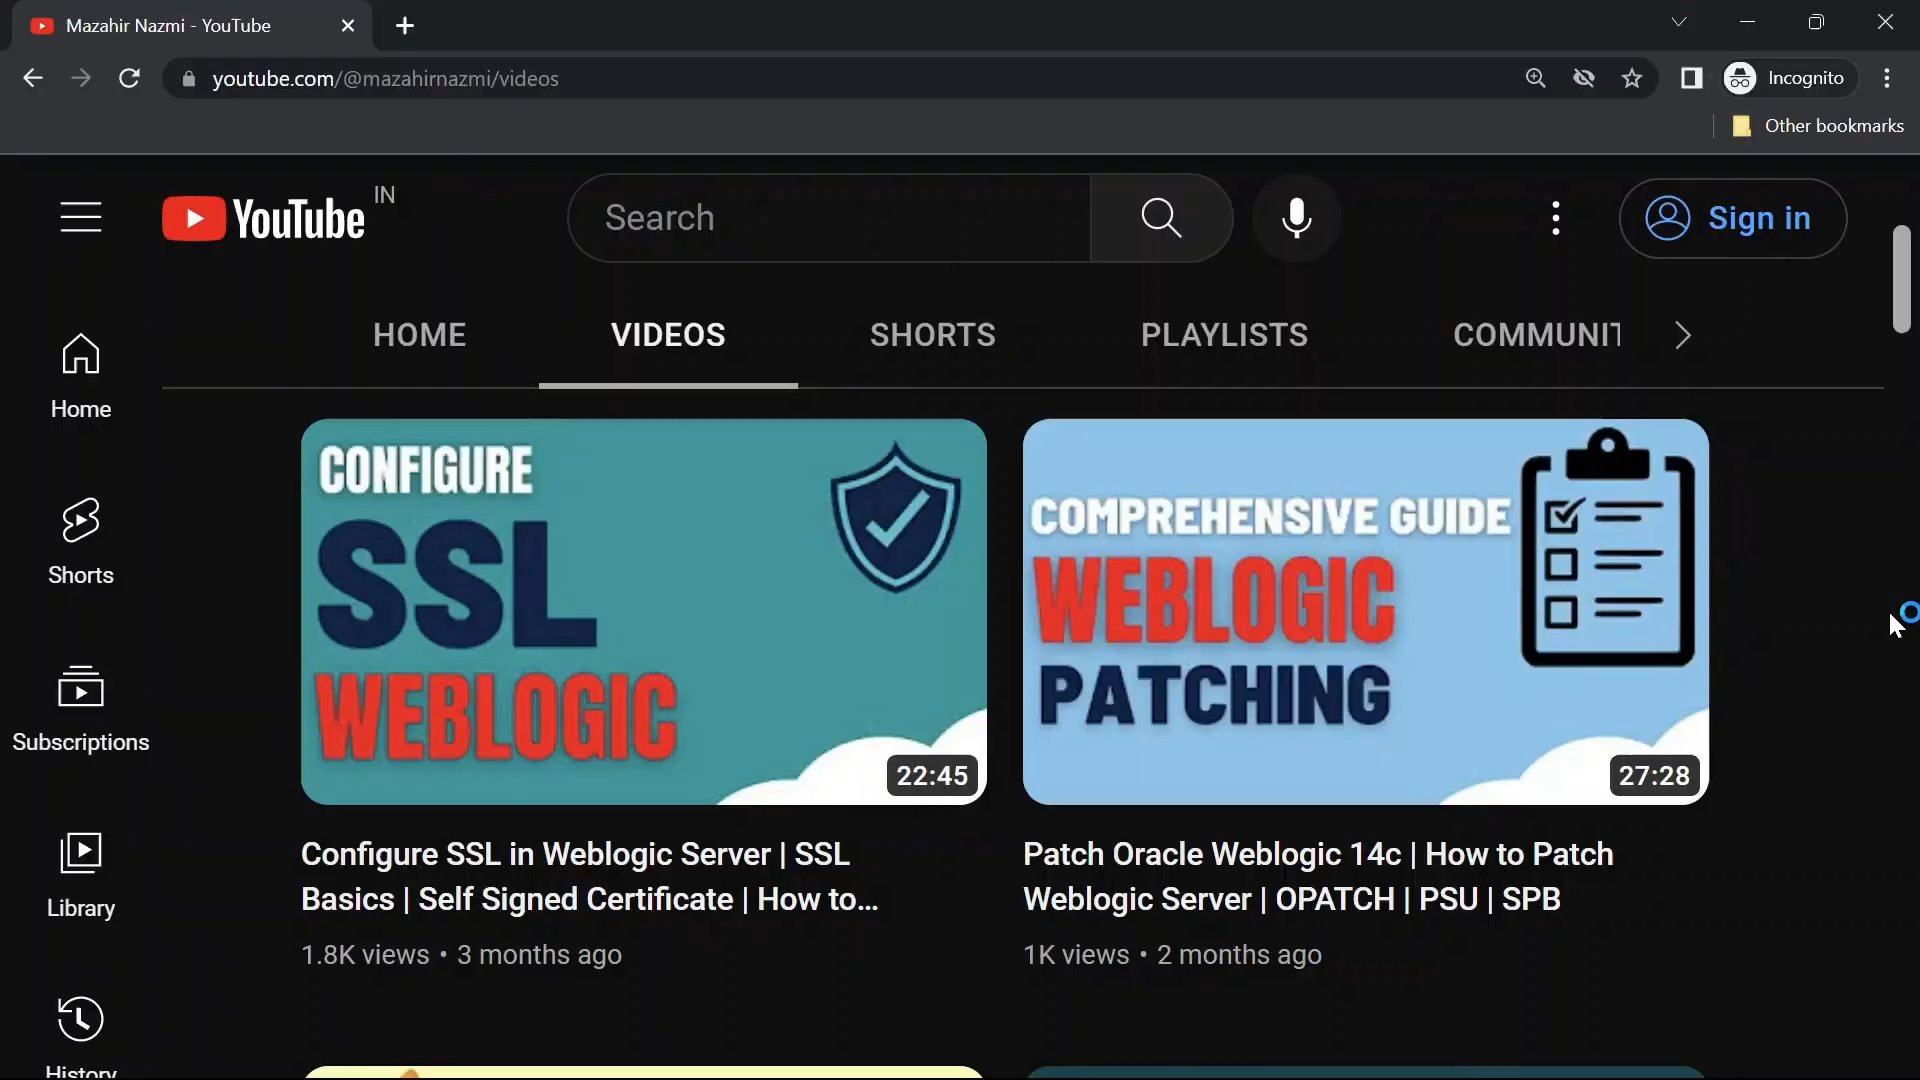 Mazahir Nazmi - YouTube
youtube.com/@mazahirnazmi/videos
Incognito
Other bookmarks
YouTube IN
Search
Sign in
HOME VIDEOS SHORTS PLAYLISTS COMMUNIT
Home
Shorts
Subscriptions
Library
History
CONFIGURE
SSL
WEBLOGIC
22:45
Configure SSL in Weblogic Server | SSL
Basics | Self Signed Certificate | How to...
1.8K views • 3 months ago
COMPREHENSIVE GUIDE
WEBLOGIC
PATCHING
27:28
Patch Oracle Weblogic 14c | How to Patch
Weblogic Server | OPATCH | PSU | SPB
1K views • 2 months ago